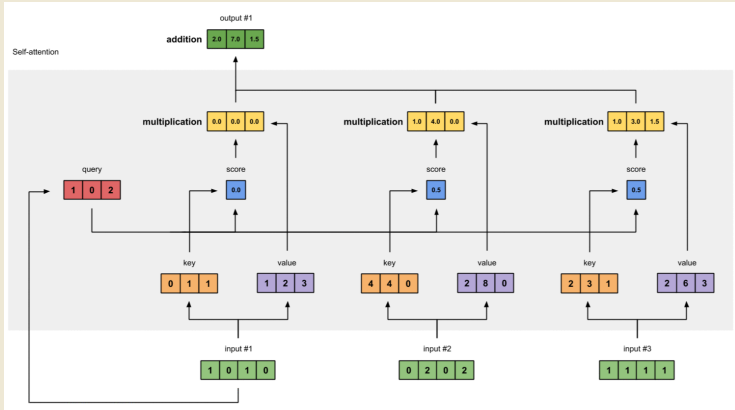 output #1
addition 2.0 7.0 1.5
Self-attention
multiplication 0.0 0.0 0.0
multiplication 1.0 4.0 0.0
multiplication 1.0 3.0 1.5
query
score
score
score
1 0 2
0.0
0.5
0.5
key
value
key
value
key
value
0 1 1
1 2 3
4 4 0
2 8 0
2 3 1
2 6 3
input #1
input #2
input #3
1 0 1 0
0 2 0 2
1 1 1 1